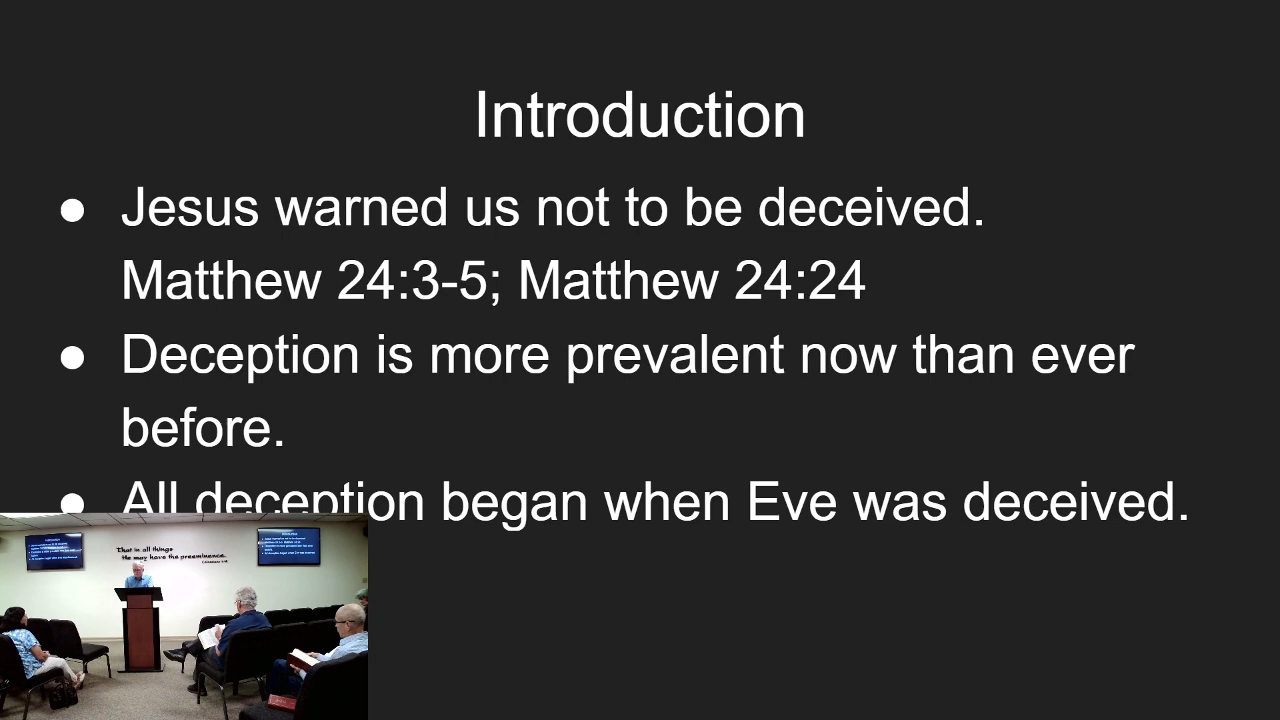 Introduction
● Jesus warned us not to be deceived.
Matthew 24:3-5; Matthew 24:24
● Deception is more prevalent now than ever
before.
● All deception began when Eve was deceived.
That in all things
He may have the preeminence.